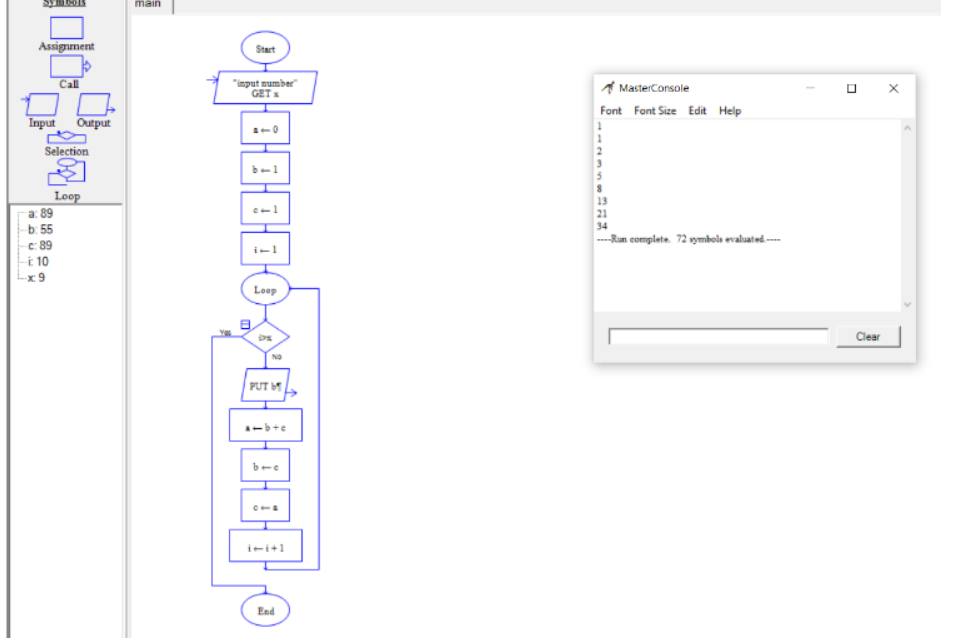 Symbols
Assignment
Call
Input Output
Selection
Loop
a: 89
b: 55
c: 89
i: 10
x: 9
main
Start
"input number"
GET x
a ← 0
b ← 1
c ← 1
i ← 1
Loop
Yes
i>x
No
PUT b¶
a ← b + c
b ← c
c ← a
i ← i + 1
End
MasterConsole
Font Font Size Edit Help
1
1
2
3
5
8
13
21
34
----Run complete. 72 symbols evaluated.----
Clear